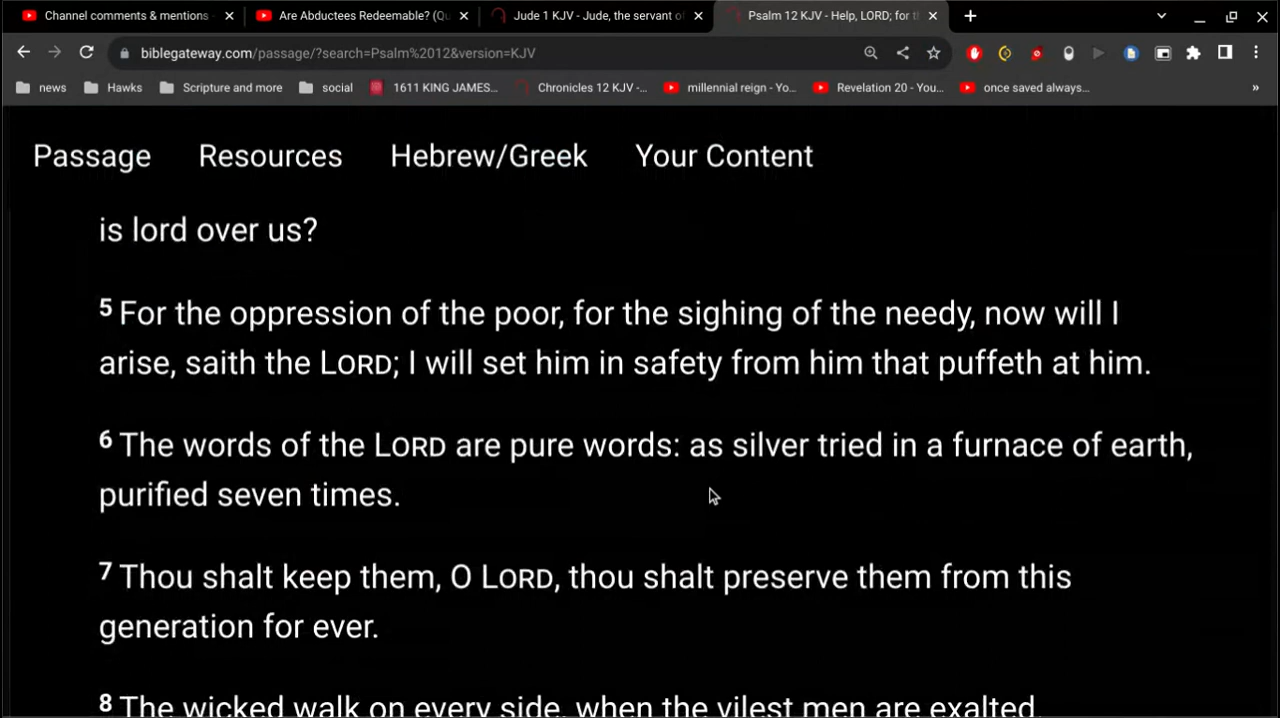 Channel comments & mentions -
Are Abductees Redeemable? (Qu
Jude 1 KJV - Jude, the servant of
Psalm 12 KJV - Help, LORD; for t
biblegateway.com/passage/?search=Psalm%2012&version=KJV
news
Hawks
Scripture and more
social
1611 KING JAMES...
Chronicles 12 KJV -...
millennial reign - Yo...
Revelation 20 - You...
once saved always...
»
Passage
Resources
Hebrew/Greek
Your Content
is lord over us?
5 For the oppression of the poor, for the sighing of the needy, now will I
arise, saith the LORD; I will set him in safety from him that puffeth at him.
6 The words of the LORD are pure words: as silver tried in a furnace of earth,
purified seven times.
7 Thou shalt keep them, O LORD, thou shalt preserve them from this
generation for ever.
8 The wicked walk on every side, when the vilest men are exalted.